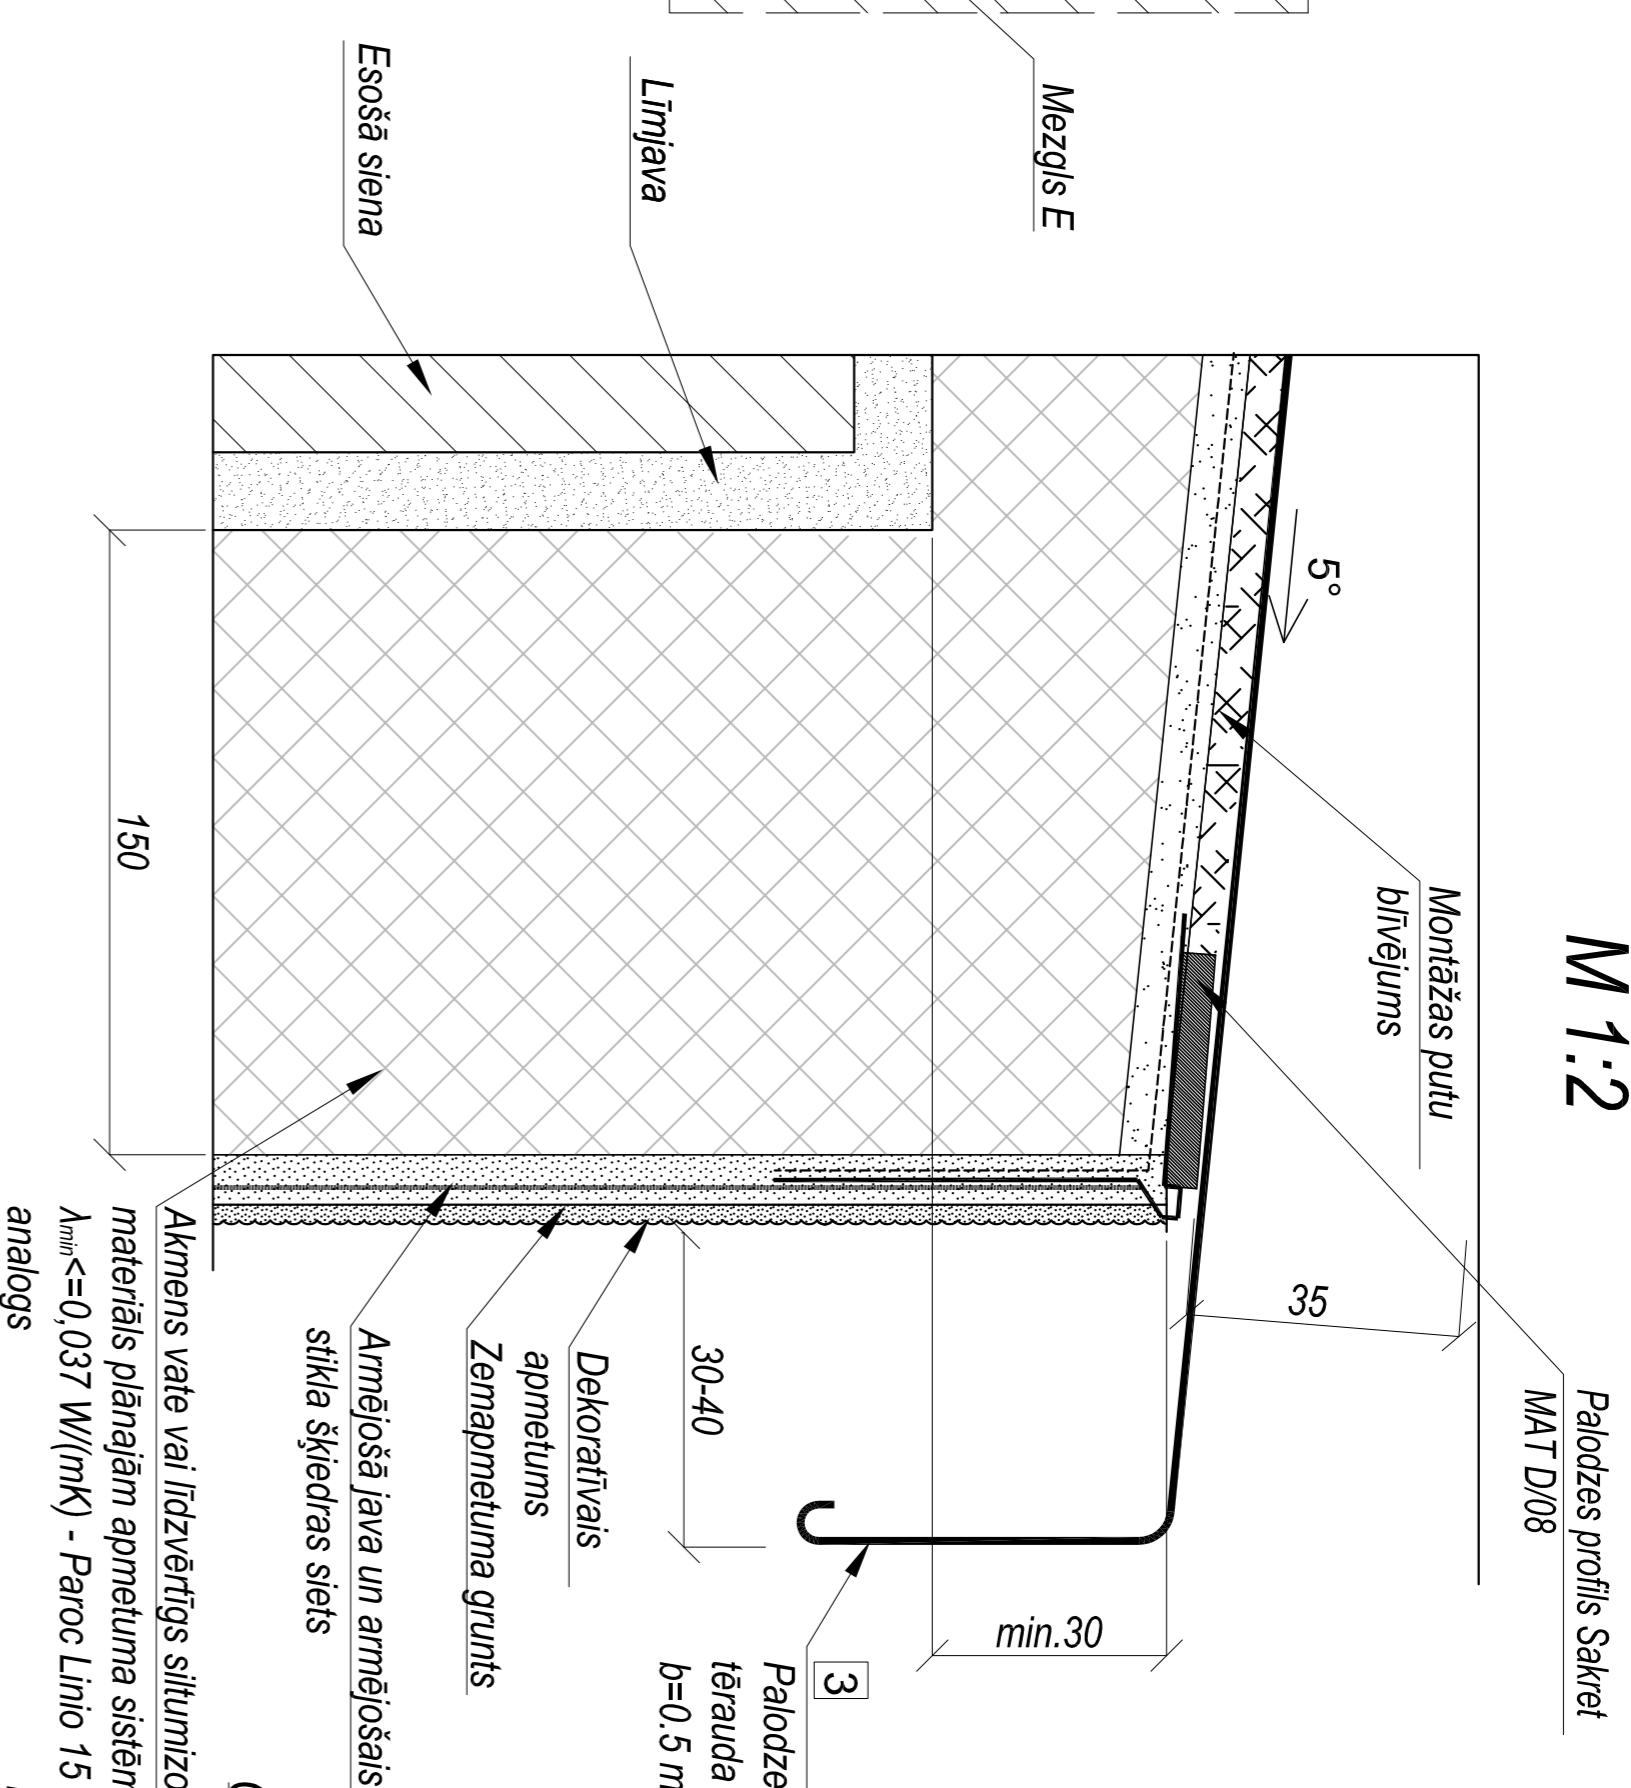 M 1:2
Mezgls E
Līmjava
Esošā siena
5°
Montāžas putu
blīvējums
Palodzes profils Sakret
MAT D/08
35
min.30
30-40
150
3
Palodze
tērauda
b=0.5 m
Dekoratīvais
apmetums
Zemapmetuma grunts
Armējošā java un armējošais
stikla šķiedras siets
Akmens vate vai līdzvērtīgs siltumizo
materiāls plānajām apmetuma sistēm
λmin<=0,037 W/(mK) - Paroc Linio 15
analogs